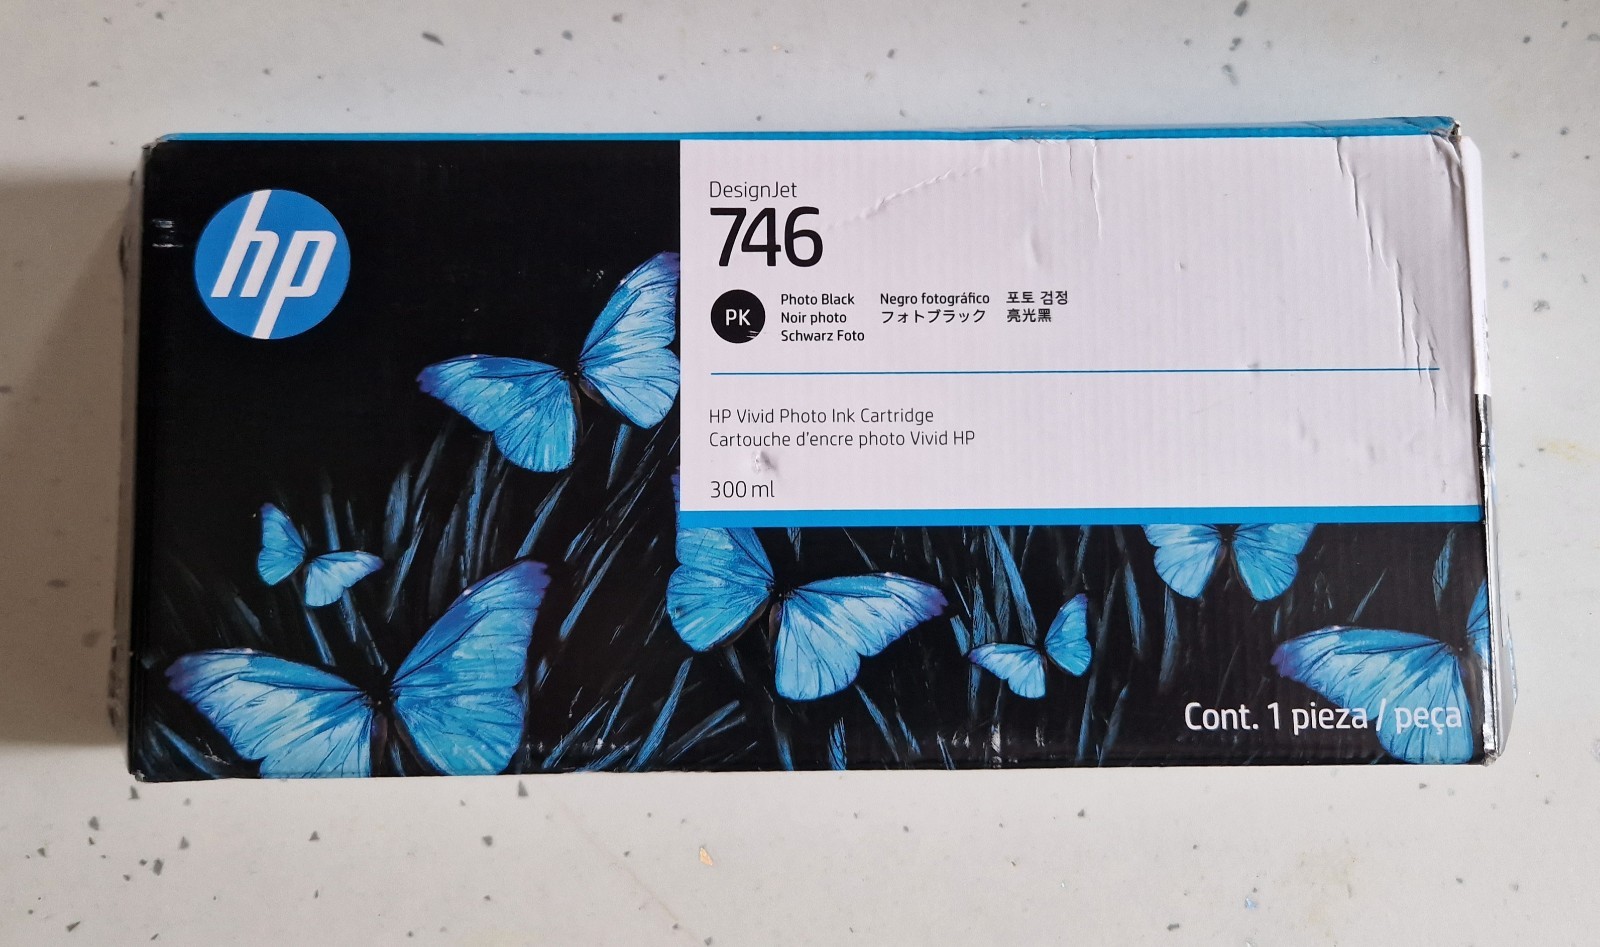 hp
DesignJet
746
PK
Photo Black
Noir photo
Schwarz Foto
Negro fotográfico
フォトブラック
포토 검정
亮光黑
HP Vivid Photo Ink Cartridge
Cartouche d'encre photo Vivid HP
300 ml
Cont. 1 pieza / peça